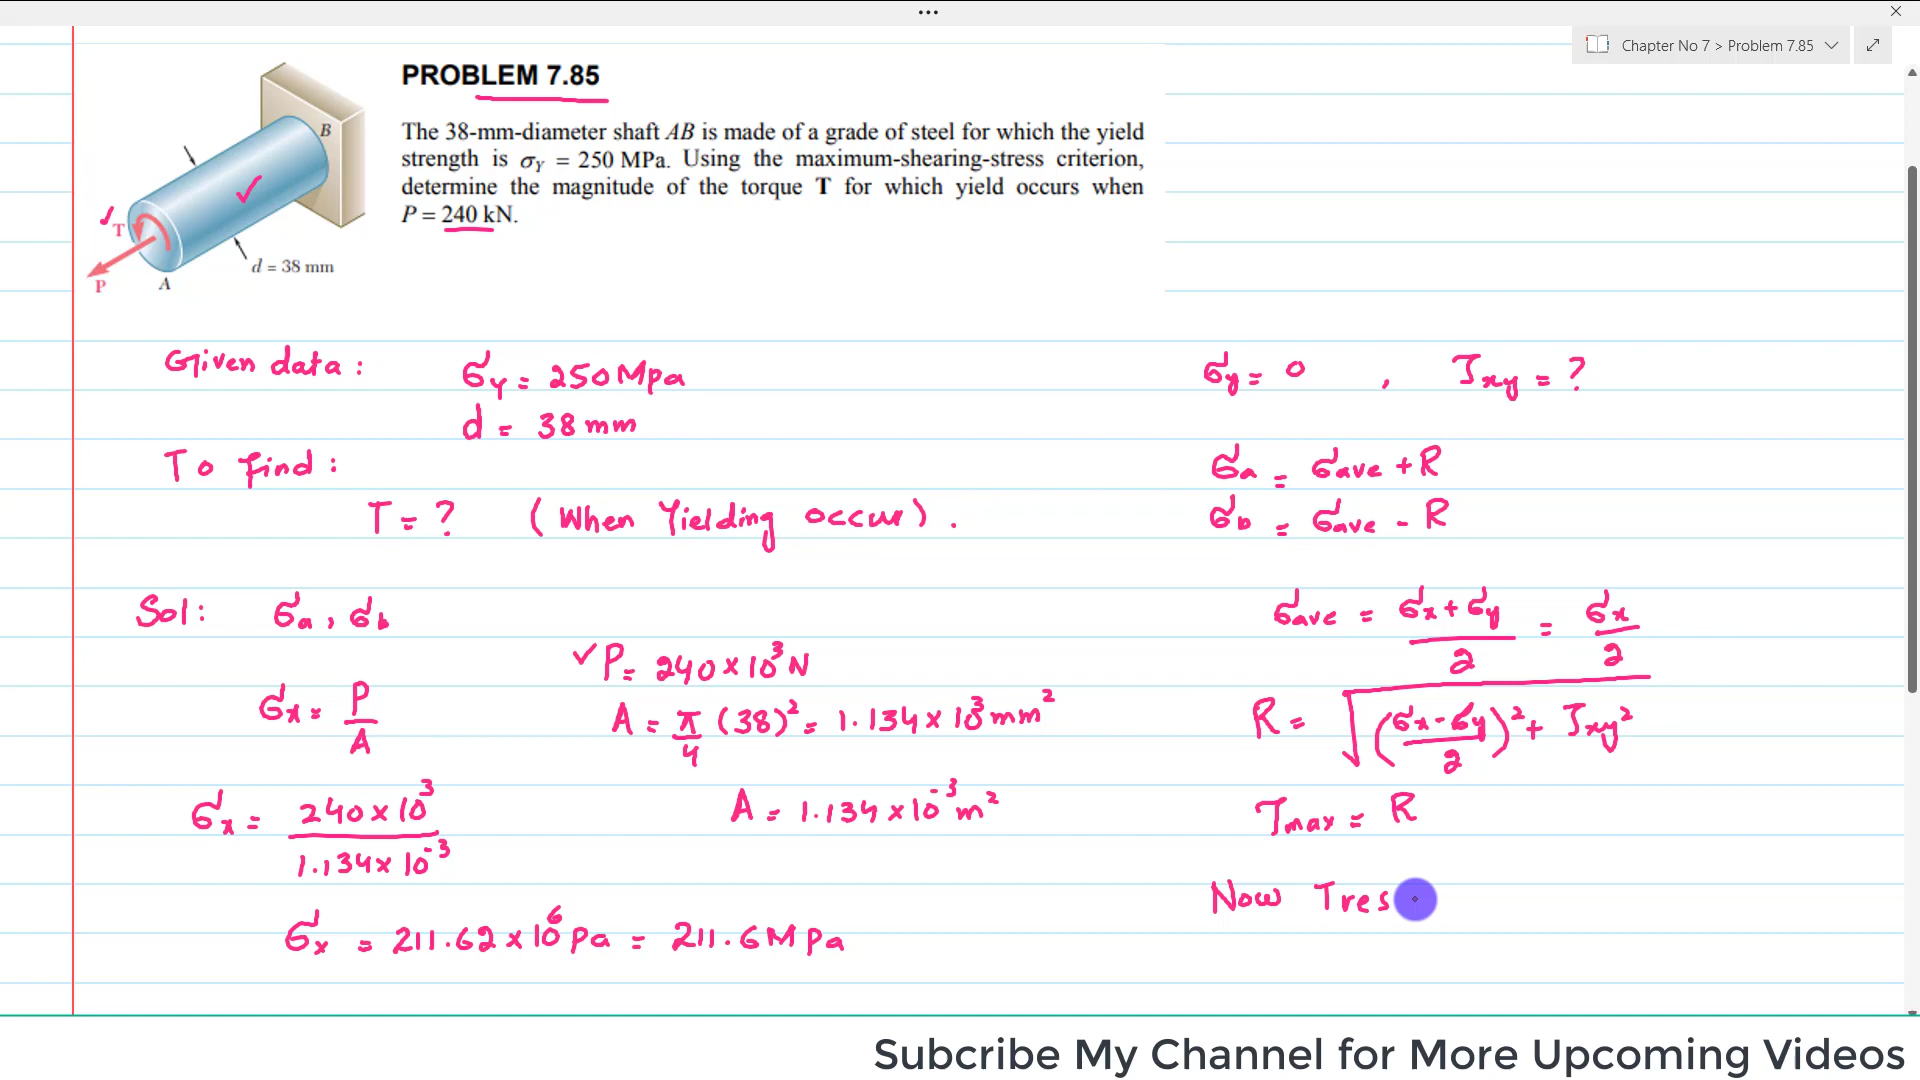 ...
Chapter No 7 > Problem 7.85
PROBLEM 7.85
The 38-mm-diameter shaft AB is made of a grade of steel for which the yield
strength is σY = 250 MPa. Using the maximum-shearing-stress criterion,
determine the magnitude of the torque T for which yield occurs when
P = 240 kN.
B
T
d = 38 mm
P
A
Given data:
σY = 250 Mpa
d = 38 mm
To find:
T = ? (When Yielding occur).
Sol: σa, σb
✓P = 240 × 10³ N
σx = P/A
A = π/4 (38)² = 1.134 × 10³ mm²
σx = 240 × 10³ / 1.134 × 10⁻³
A = 1.134 × 10⁻³ m²
σx = 211.62 × 10⁶ pa = 211.6 M Pa
σy = 0 , τxy = ?
σa = σave + R
σb = σave - R
σave = σx + σy / 2 = σx / 2
R = √((σx - σy / 2)² + τxy²)
τmax = R
Now Tres
Subcribe My Channel for More Upcoming Videos